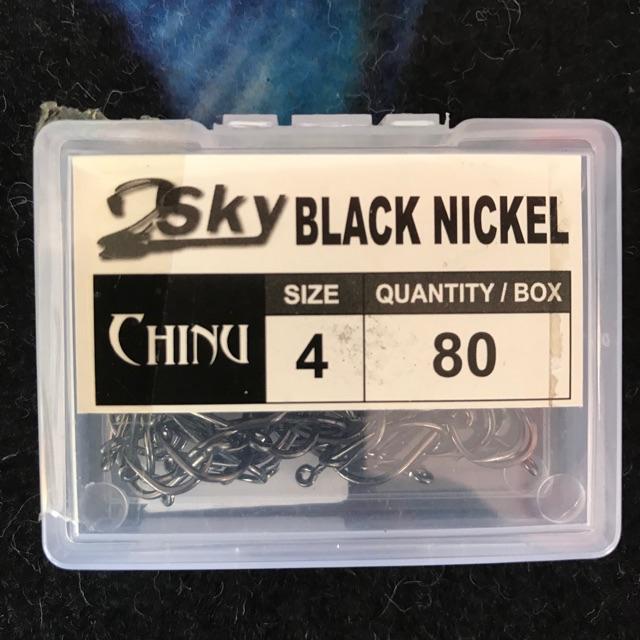 2Sky BLACK NICKEL
SIZE QUANTITY / BOX
CHINU 4 80